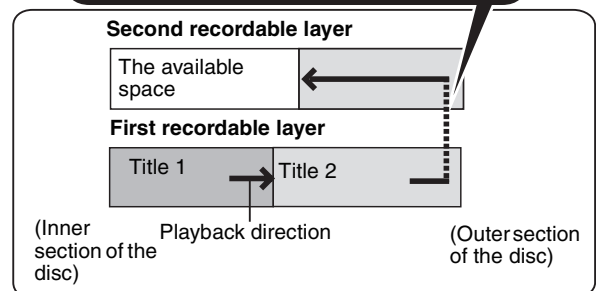 Second recordable layer
The available
space
First recordable layer
Title 1
Title 2
(Inner
section of the
disc)
Playback direction
(Outer section
of the disc)